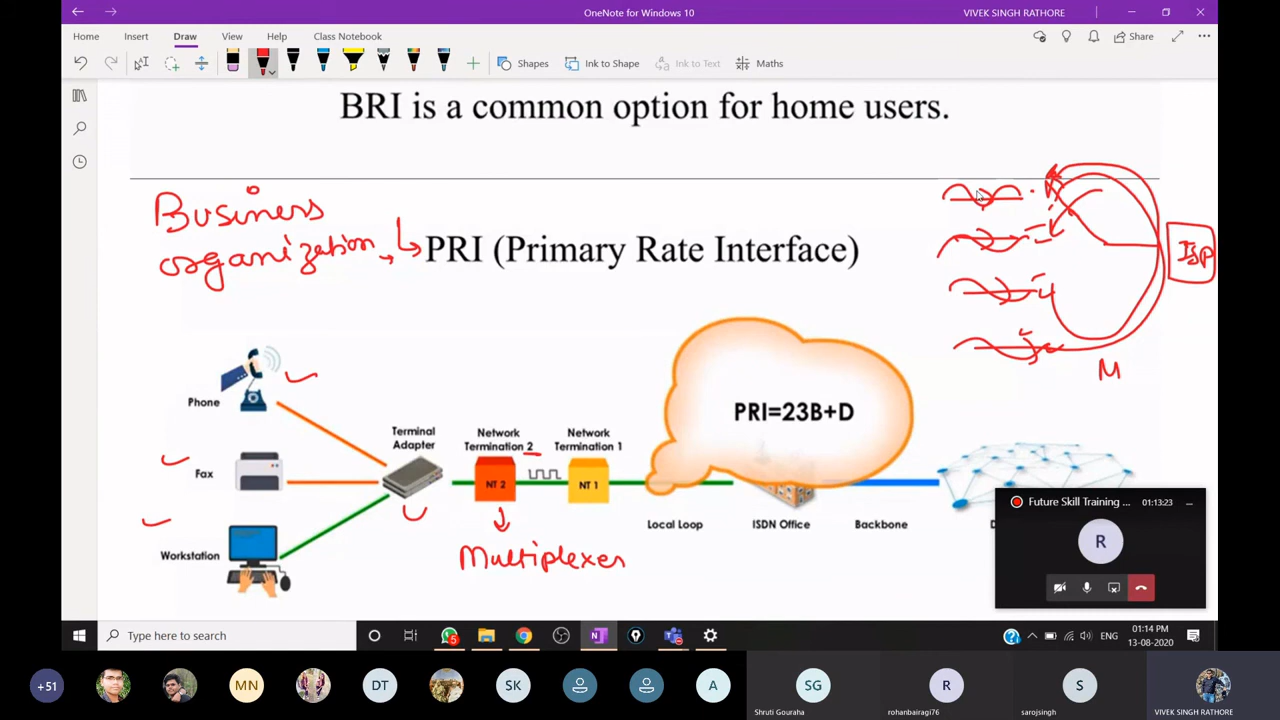 OneNote for Windows 10
VIVEK SINGH RATHORE
Home Insert Draw View Help Class Notebook
Share
Shapes Ink to Shape Ink to Text Maths
BRI is a common option for home users.
Business
organization
PRI (Primary Rate Interface)
ISP
M
PRI=23B+D
Phone
Fax
Workstation
Terminal
Adapter
Network
Termination 2
Network
Termination 1
NT 2
NT 1
Local Loop
ISDN Office
Backbone
D
Multiplexer
Future Skill Training ...
01:13:23
R
Type here to search
5
ENG
01:14 PM
13-08-2020
+51
MN
DT
SK
A
SG
Shruti Gouraha
R
rohanbairagi76
S
sarojsingh
VIVEK SINGH RATHORE